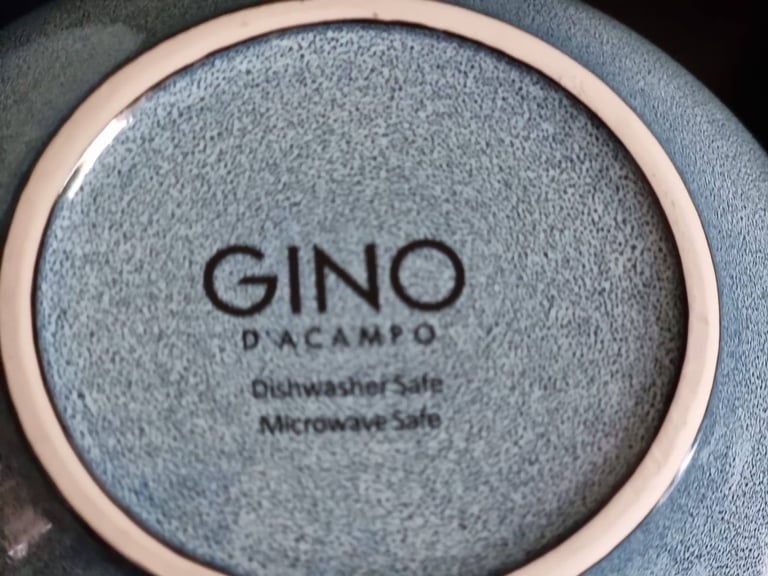 GINO
D'ACAMPO
Dishwasher Safe
Microwave Safe